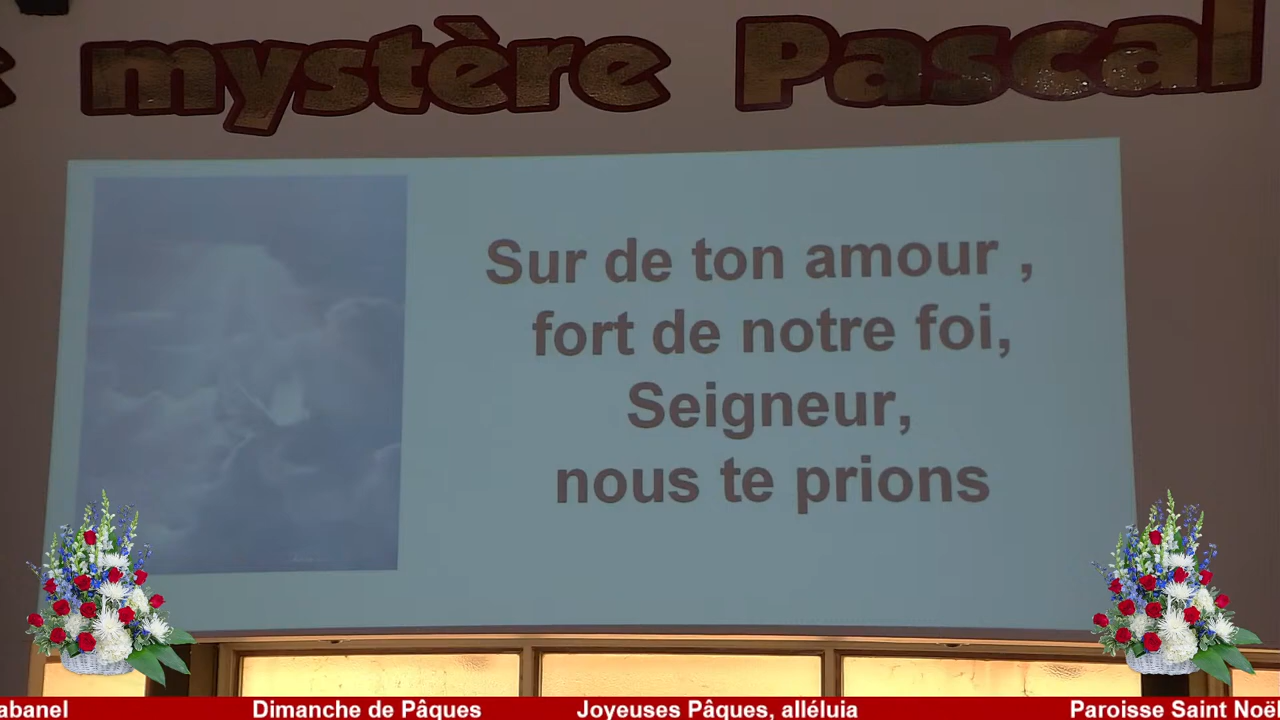 mystère Pascal
Sur de ton amour ,
fort de notre foi,
Seigneur,
nous te prions
abanel Dimanche de Pâques Joyeuses Pâques, alléluia Paroisse Saint Noë